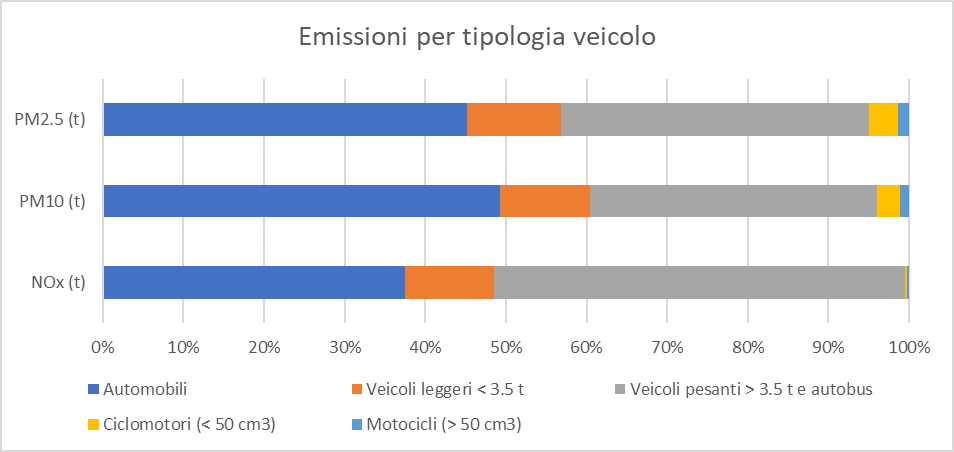 Emissioni per tipologia veicolo
PM2.5 (t)
PM10 (t)
NOx (t)
0% 10% 20% 30% 40% 50% 60% 70% 80% 90% 100%
Automobili Veicoli leggeri < 3.5 t Veicoli pesanti > 3.5 t e autobus
Ciclomotori (< 50 cm3) Motocicli (> 50 cm3)